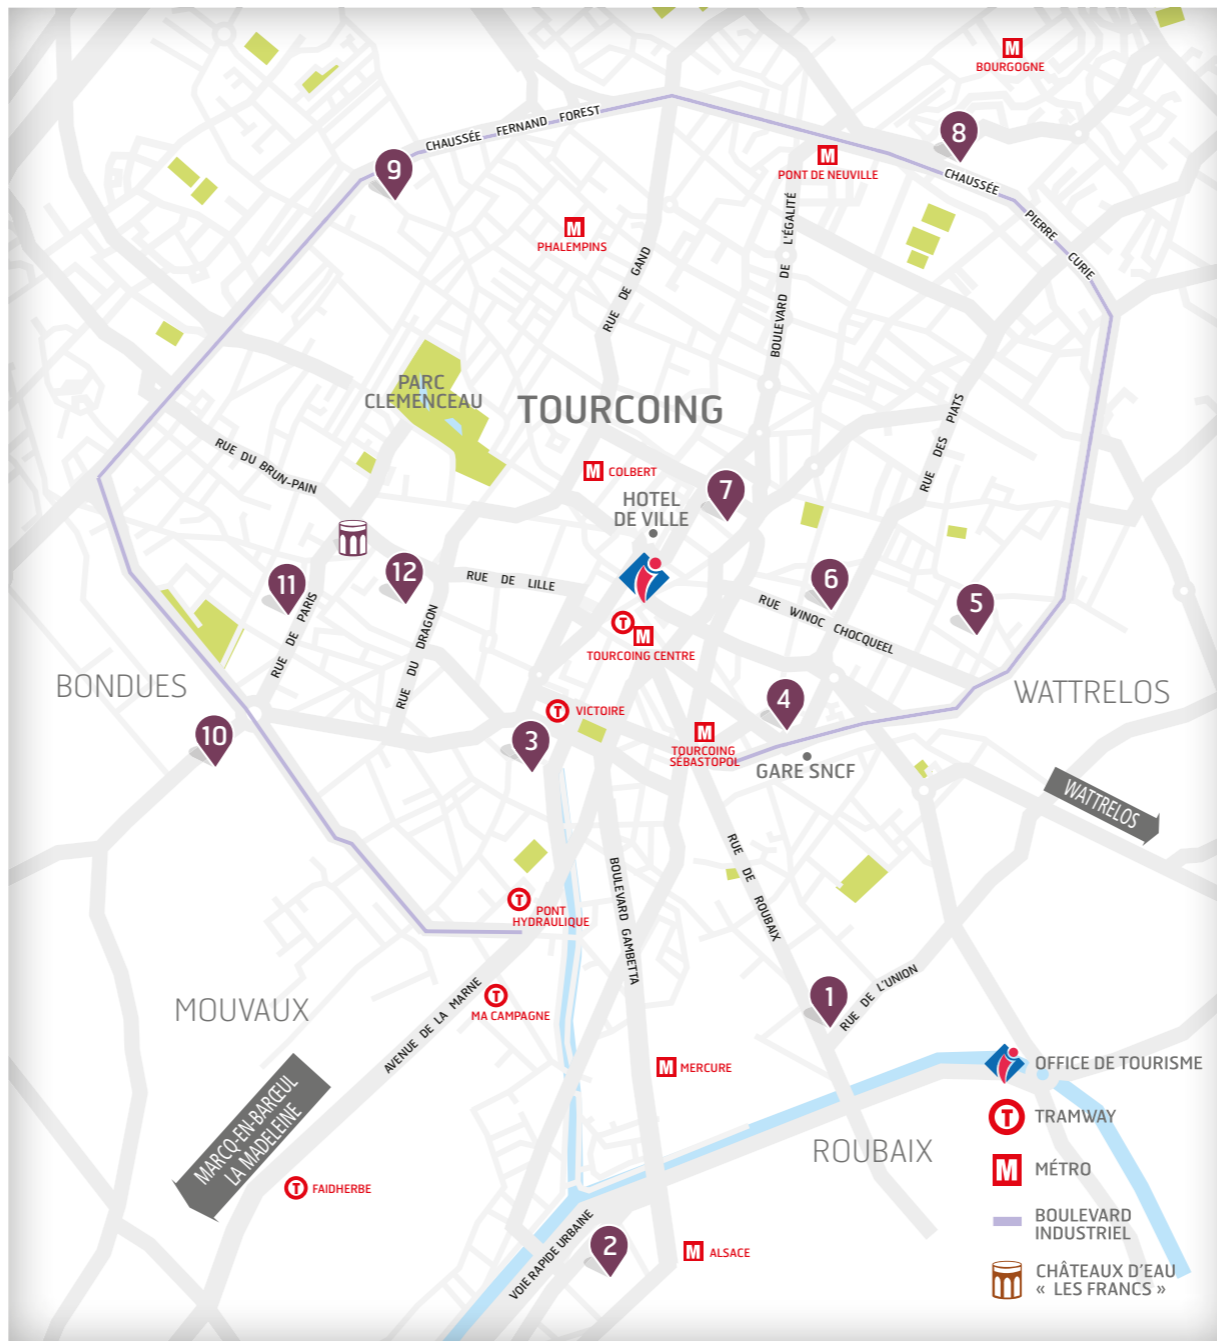 M
BOURGOGNE
8
CHAUSSÉE FERNAND FOREST
9
M
PONT DE NEUVILLE
CHAUSSÉE
PIERRE
CURIE
M
PHALEMPINS
BOULEVARD DE L'ÉGALITÉ
RUE DE GAND
PARC
CLEMENCEAU
TOURCOING
RUE DES PIATS
RUE DU BRUN-PAIN
M COLBERT
7
HOTEL
DE VILLE
11
12
RUE DE LILLE
6
5
RUE WINOC CHOCQUEEL
RUE DE PARIS
RUE DU DRAGON
T
M
TOURCOING CENTRE
BONDUES
WATTRELOS
4
T VICTOIRE
10
3
M
TOURCOING
SÉBASTOPOL
GARE SNCF
WATTRELOS
RUE DE ROUBAIX
BOULEVARD GAMBETTA
T
PONT
HYDRAULIQUE
MOUVAUX
T
MA CAMPAGNE
AVENUE DE LA MARNE
1
RUE DE L'UNION
M MERCURE
OFFICE DE TOURISME
MARCQ-EN-BARŒUL
LA MADELEINE
T
TRAMWAY
ROUBAIX
M
MÉTRO
T FAIDHERBE
BOULEVARD
INDUSTRIEL
VOIE RAPIDE URBAINE
2
M ALSACE
CHÂTEAUX D'EAU
« LES FRANCS »